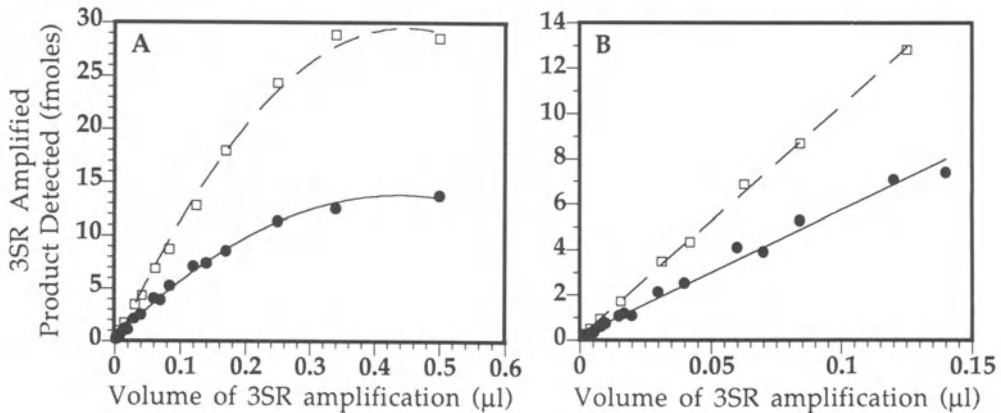 3SR Amplified
Product Detected (fmoles)
A
30
25
20
15
10
5
0
0 0.1 0.2 0.3 0.4 0.5 0.6
Volume of 3SR amplification (μl)
B
14
12
10
8
6
4
2
0
0 0.05 0.1 0.15
Volume of 3SR amplification (μl)